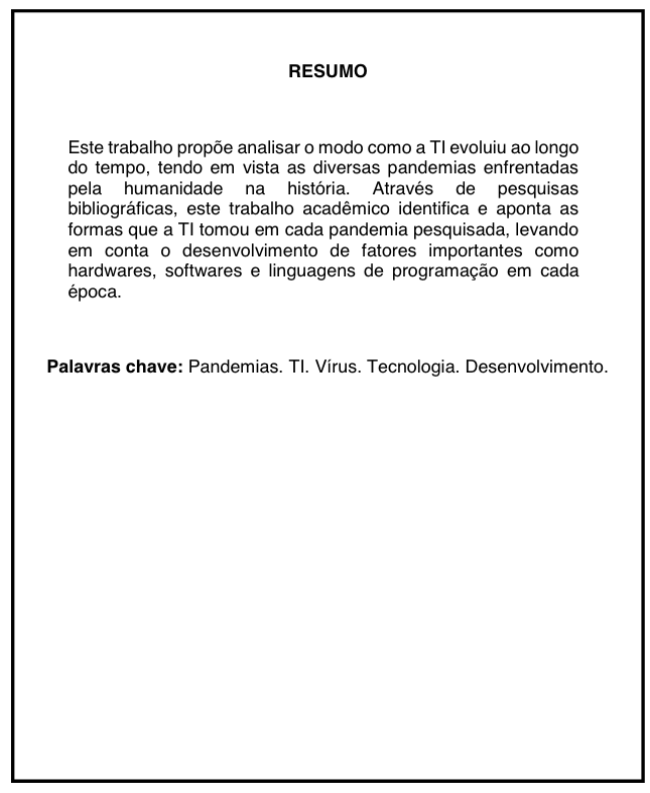 RESUMO
Este trabalho propõe analisar o modo como a TI evoluiu ao longo
do tempo, tendo em vista as diversas pandemias enfrentadas
pela humanidade na história. Através de pesquisas
bibliográficas, este trabalho acadêmico identifica e aponta as
formas que a TI tomou em cada pandemia pesquisada, levando
em conta o desenvolvimento de fatores importantes como
hardwares, softwares e linguagens de programação em cada
época.
Palavras chave: Pandemias. TI. Vírus. Tecnologia. Desenvolvimento.